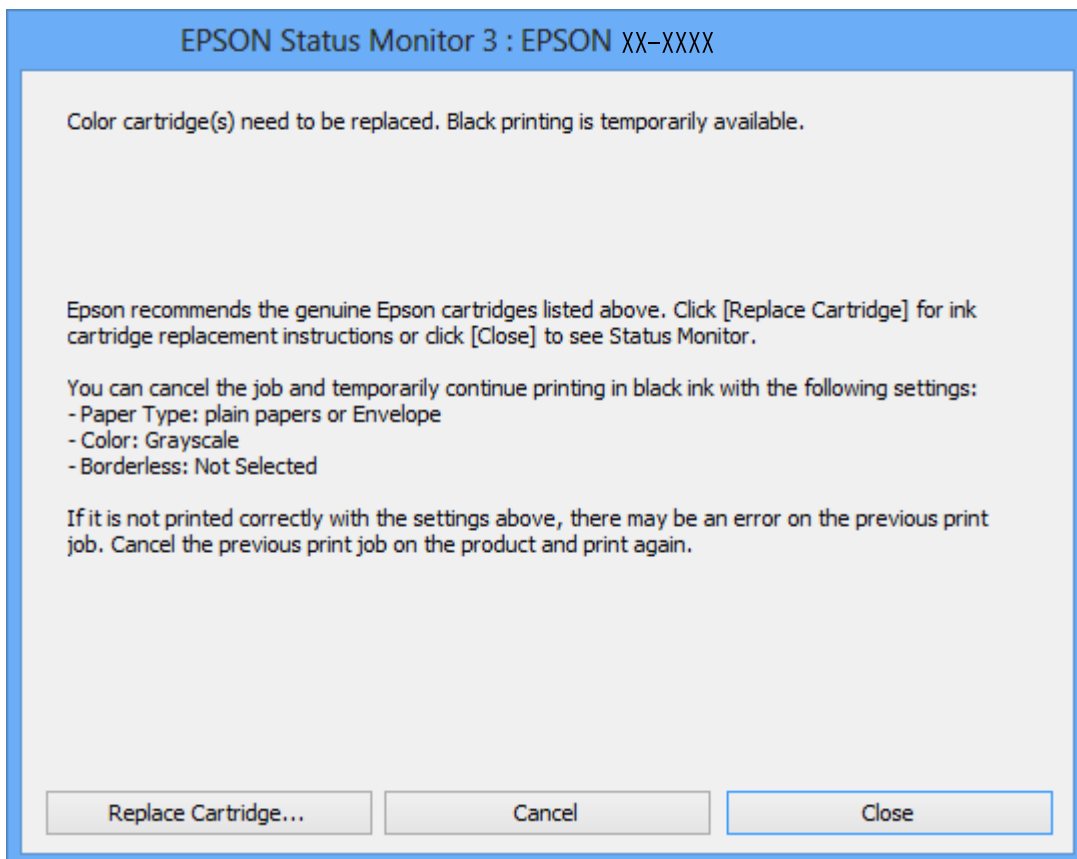 EPSON Status Monitor 3 : EPSON XX-XXXX
Color cartridge(s) need to be replaced. Black printing is temporarily available.
Epson recommends the genuine Epson cartridges listed above. Click [Replace Cartridge] for ink
cartridge replacement instructions or click [Close] to see Status Monitor.
You can cancel the job and temporarily continue printing in black ink with the following settings:
- Paper Type: plain papers or Envelope
- Color: Grayscale
- Borderless: Not Selected
If it is not printed correctly with the settings above, there may be an error on the previous print
job. Cancel the previous print job on the product and print again.
Replace Cartridge... Cancel Close